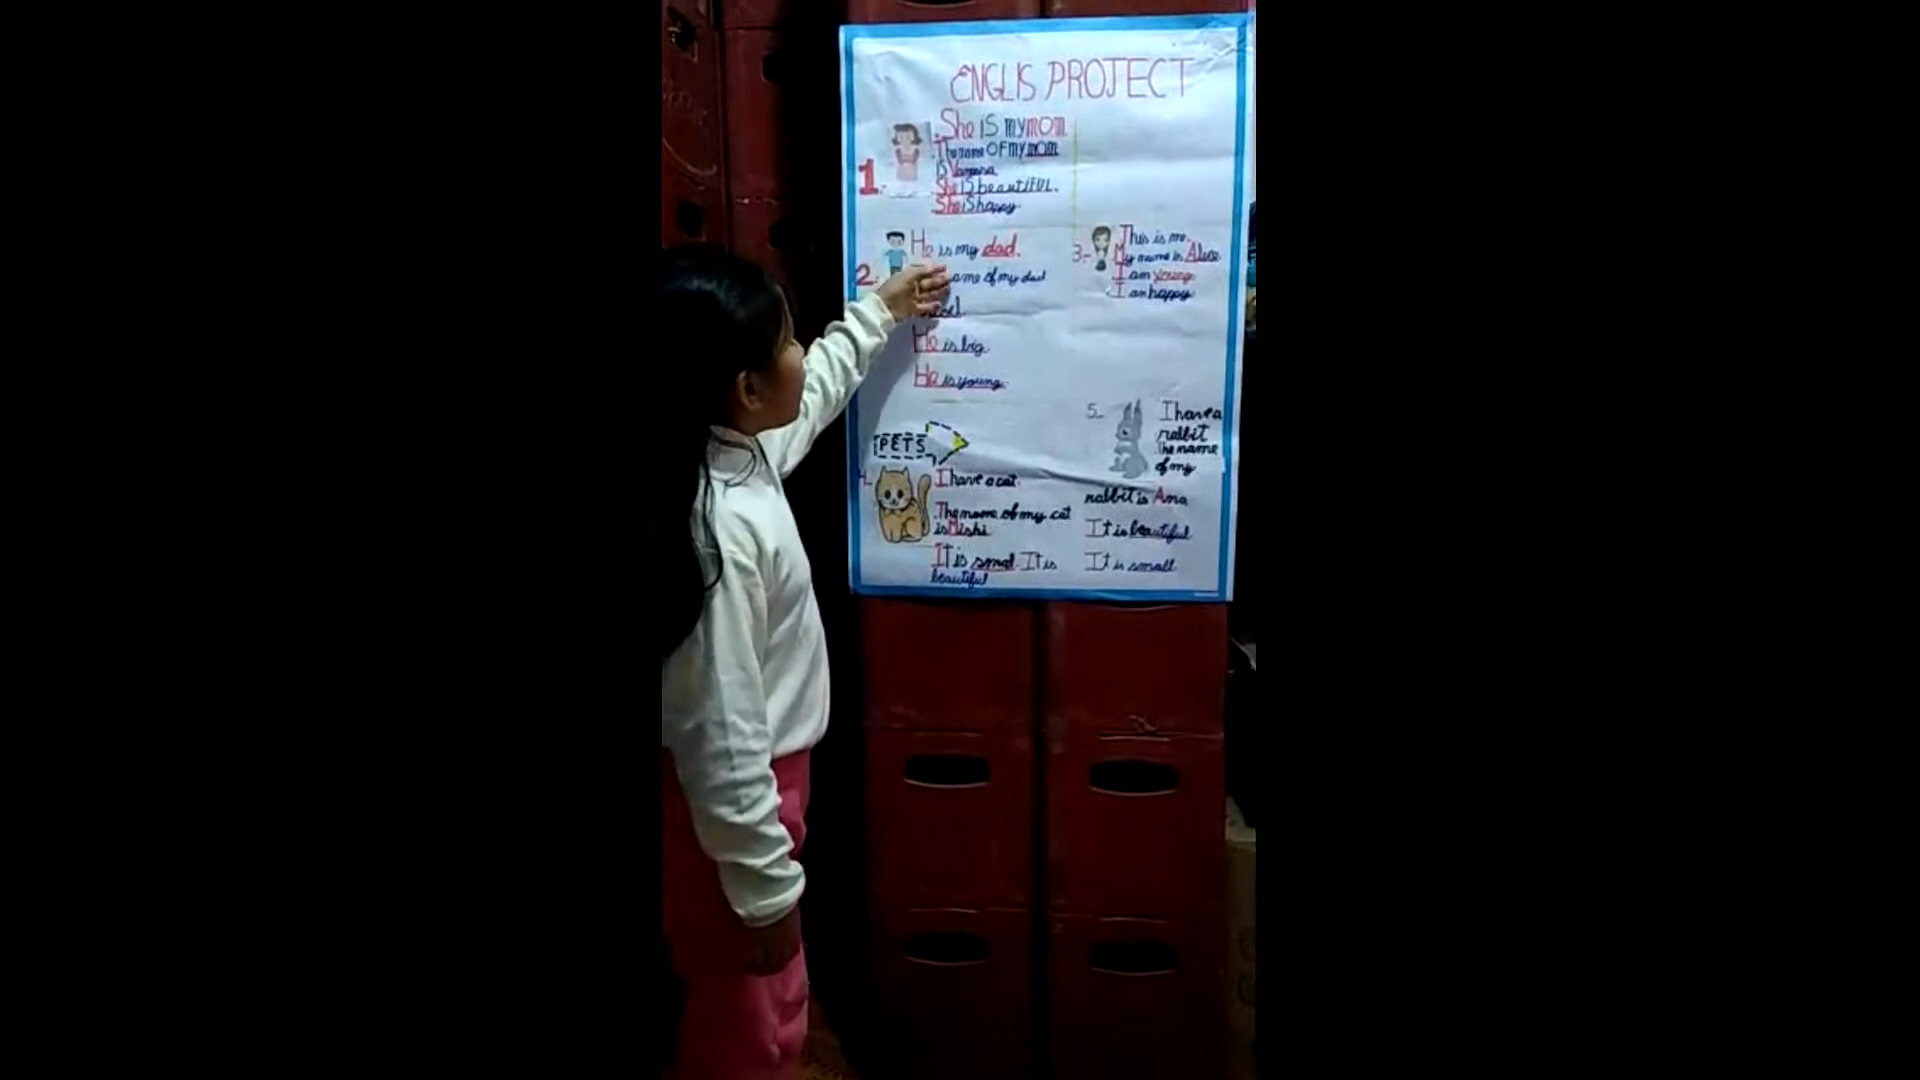 ENGLIS PROJECT
1.
.She is my mom
.The name of my mom
is Vanessa
She is beautiful.
She is happy.
2.
He is my dad.
ame of my dad
He is big.
He is young.
3.-
This is me.
My name is Alice
I am young
I am happy
PETS
4.
I have a cat.
.The name of my cat
is Mishi
It is smal. It is
beautiful
5.
I have a
rabbit
The name
of my
rabbit is Ana
It is beautiful
It is small